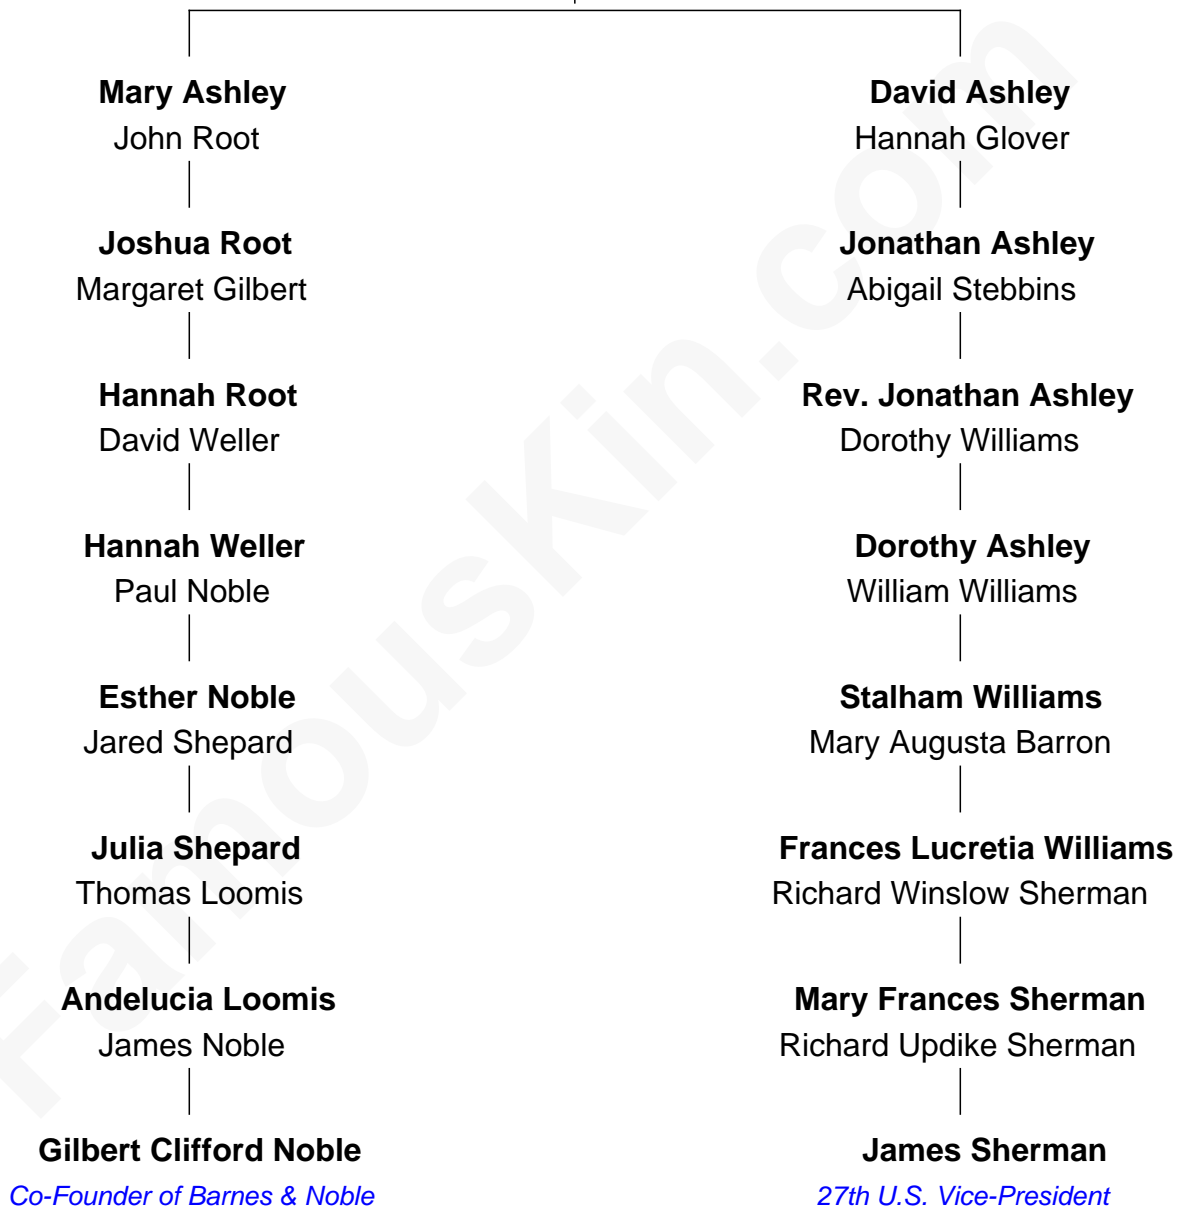 Mary Ashley
John Root
Joshua Root
Margaret Gilbert
Hannah Root
David Weller
Hannah Weller
Paul Noble
Esther Noble
Jared Shepard
Julia Shepard
Thomas Loomis
Andelucia Loomis
James Noble
Gilbert Clifford Noble
Co-Founder of Barnes & Noble
David Ashley
Hannah Glover
Jonathan Ashley
Abigail Stebbins
Rev. Jonathan Ashley
Dorothy Williams
Dorothy Ashley
William Williams
Stalham Williams
Mary Augusta Barron
Frances Lucretia Williams
Richard Winslow Sherman
Mary Frances Sherman
Richard Updike Sherman
James Sherman
27th U.S. Vice-President
FamousKin.com